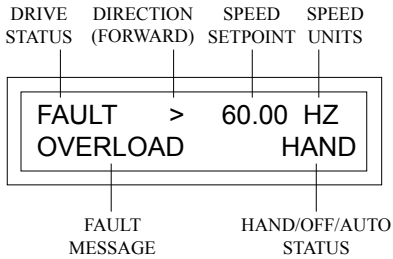 DRIVE STATUS
DIRECTION (FORWARD)
SPEED SETPOINT
SPEED UNITS
FAULT > 60.00 HZ
OVERLOAD HAND
FAULT MESSAGE
HAND/OFF/AUTO STATUS